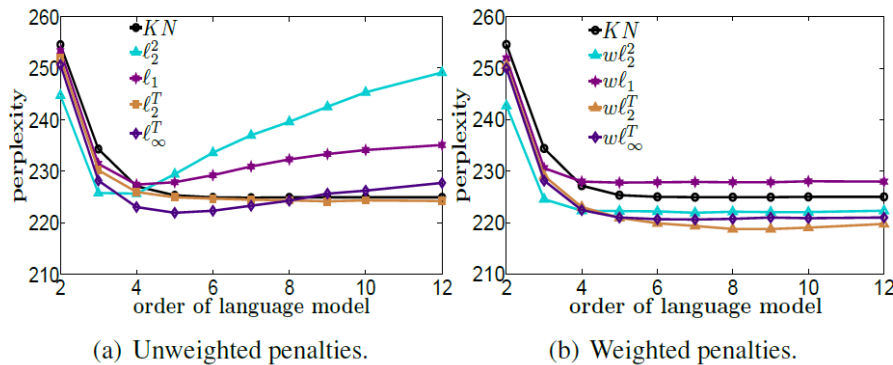 perplexity
260
250
240
230
220
210
2 4 6 8 10 12
order of language model
KN
ℓ₂²
ℓ₁
ℓ₂ᵀ
ℓ∞ᵀ
(a) Unweighted penalties.
perplexity
260
250
240
230
220
210
2 4 6 8 10 12
order of language model
KN
wℓ₂²
wℓ₁
wℓ₂ᵀ
wℓ∞ᵀ
(b) Weighted penalties.